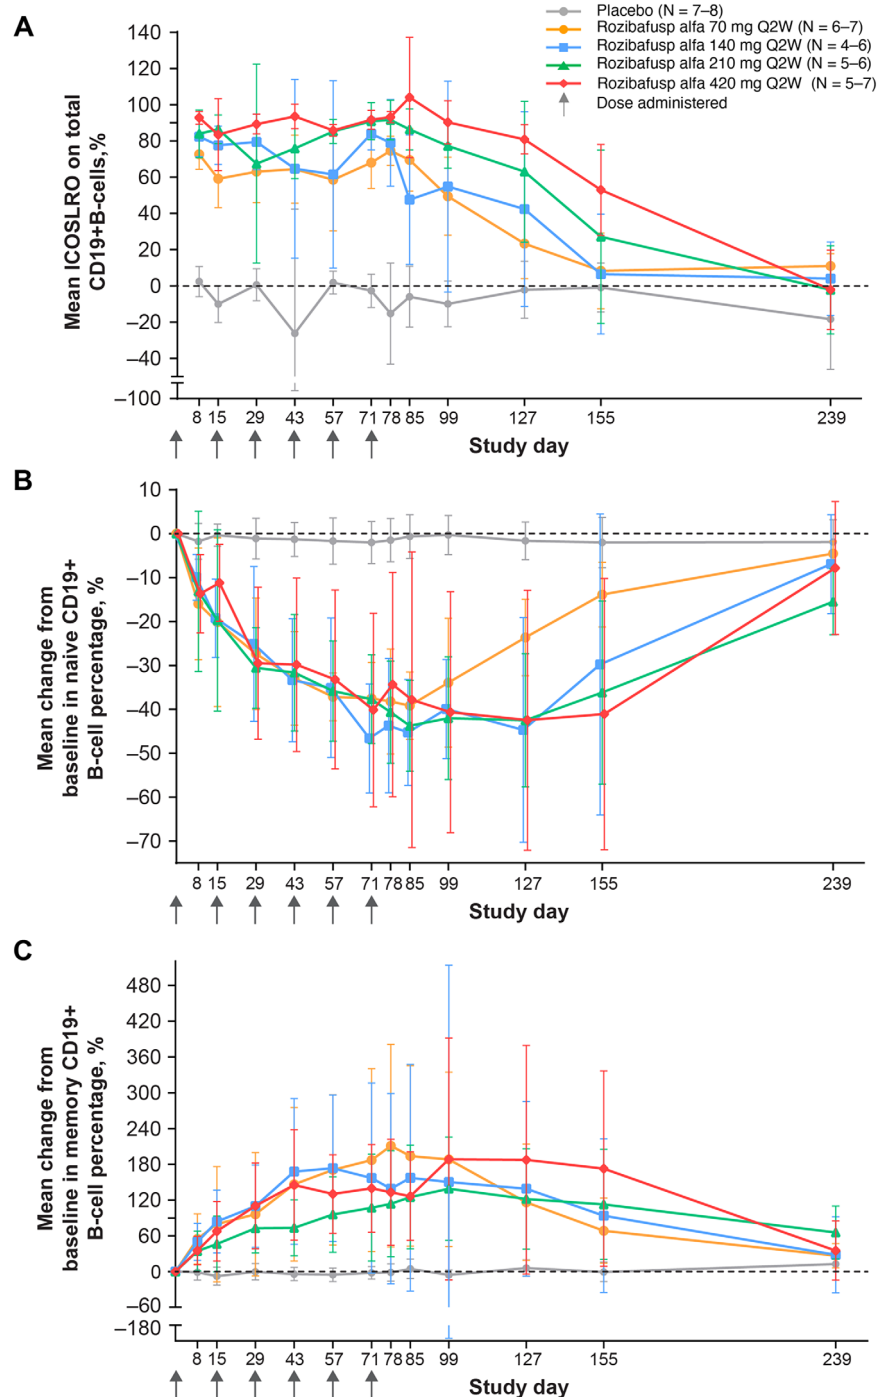 A
Placebo (N = 7–8)
Rozibafusp alfa 70 mg Q2W (N = 6–7)
Rozibafusp alfa 140 mg Q2W (N = 4–6)
Rozibafusp alfa 210 mg Q2W (N = 5–6)
Rozibafusp alfa 420 mg Q2W (N = 5–7)
Dose administered
Mean ICOSLRO on total
CD19+B-cells,%
140
120
100
80
60
40
20
0
–20
–40
–100
8 15 29 43 57 71 78 85 99 127 155 239
Study day
B
Mean change from
baseline in naive CD19+
B-cell percentage, %
10
0
–10
–20
–30
–40
–50
–60
–70
8 15 29 43 57 71 78 85 99 127 155 239
Study day
C
Mean change from
baseline in memory CD19+
B-cell percentage, %
480
420
360
300
240
180
120
60
0
–60
–180
8 15 29 43 57 71 78 85 99 127 155 239
Study day